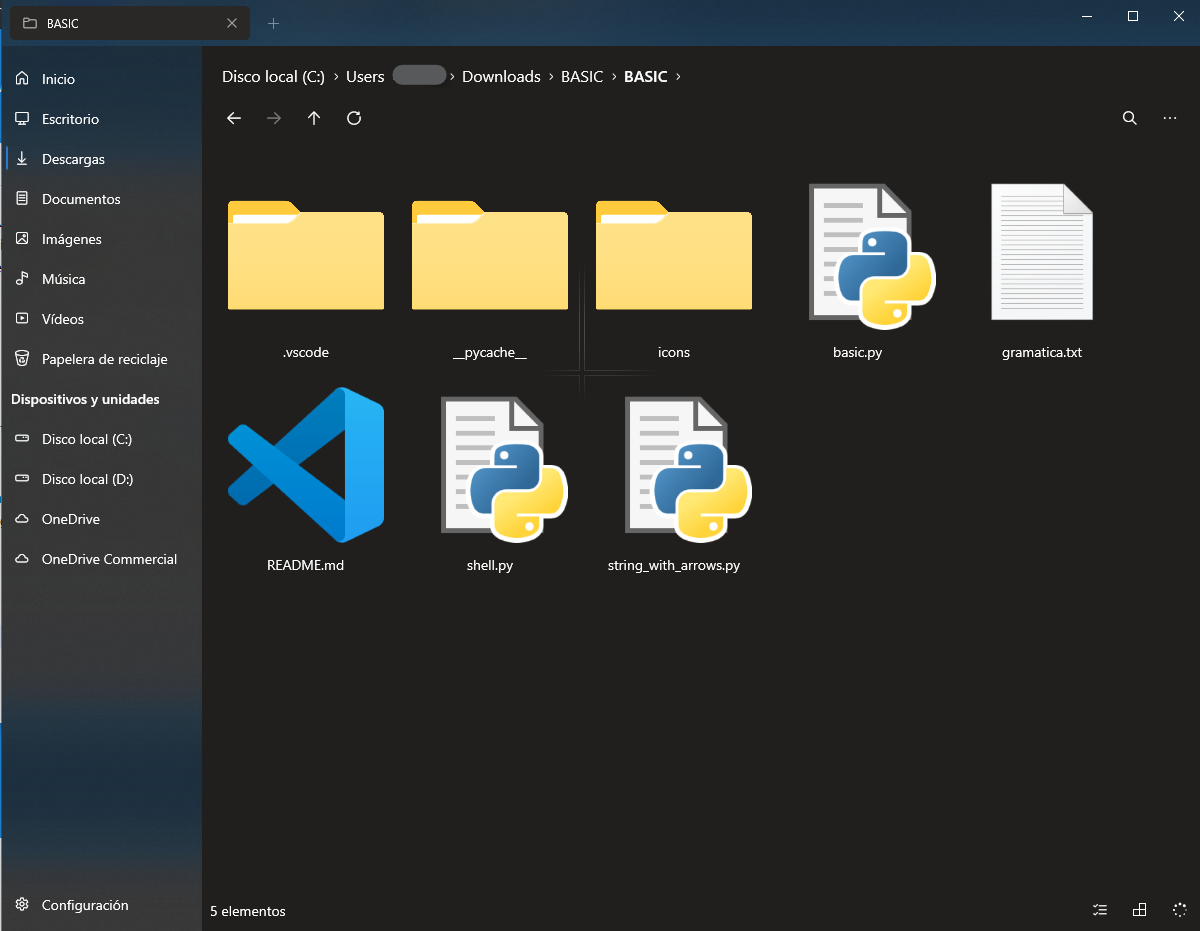 BASIC
Inicio
Escritorio
Descargas
Documentos
Imágenes
Música
Vídeos
Papelera de reciclaje
Dispositivos y unidades
Disco local (C:)
Disco local (D:)
OneDrive
OneDrive Commercial
Configuración
Disco local (C:) › Users › Downloads › BASIC › BASIC ›
.vscode
__pycache__
icons
basic.py
gramatica.txt
README.md
shell.py
string_with_arrows.py
5 elementos